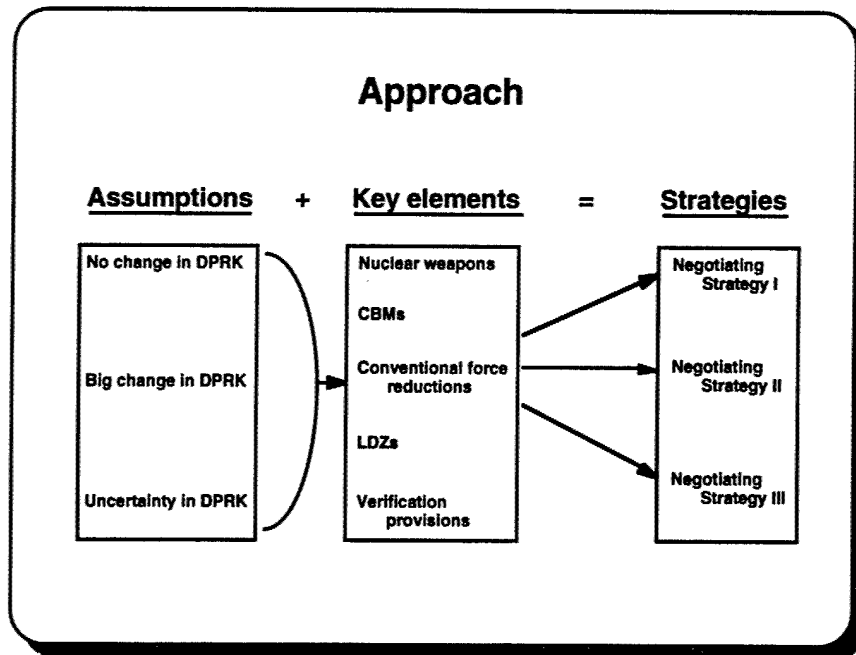 Approach
Assumptions + Key elements = Strategies
No change in DPRK
Big change in DPRK
Uncertainty in DPRK
Nuclear weapons
CBMs
Conventional force
reductions
LDZs
Verification
provisions
Negotiating
Strategy I
Negotiating
Strategy II
Negotiating
Strategy III